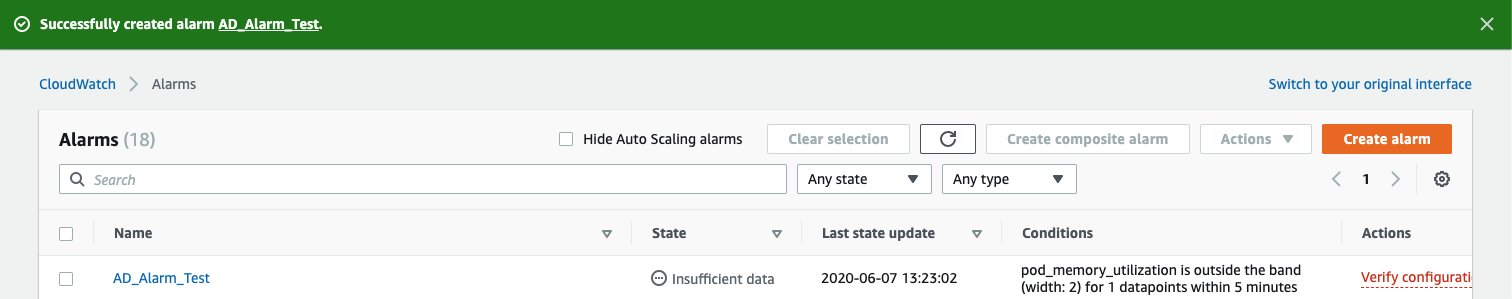 Successfully created alarm AD_Alarm_Test.
CloudWatch Alarms Switch to your original interface
Alarms (18) Hide Auto Scaling alarms Clear selection Create composite alarm Actions Create alarm
Search Any state Any type 1
Name State Last state update Conditions Actions
AD_Alarm_Test Insufficient data 2020-06-07 13:23:02 pod_memory_utilization is outside the band Verify configurati
(width: 2) for 1 datapoints within 5 minutes